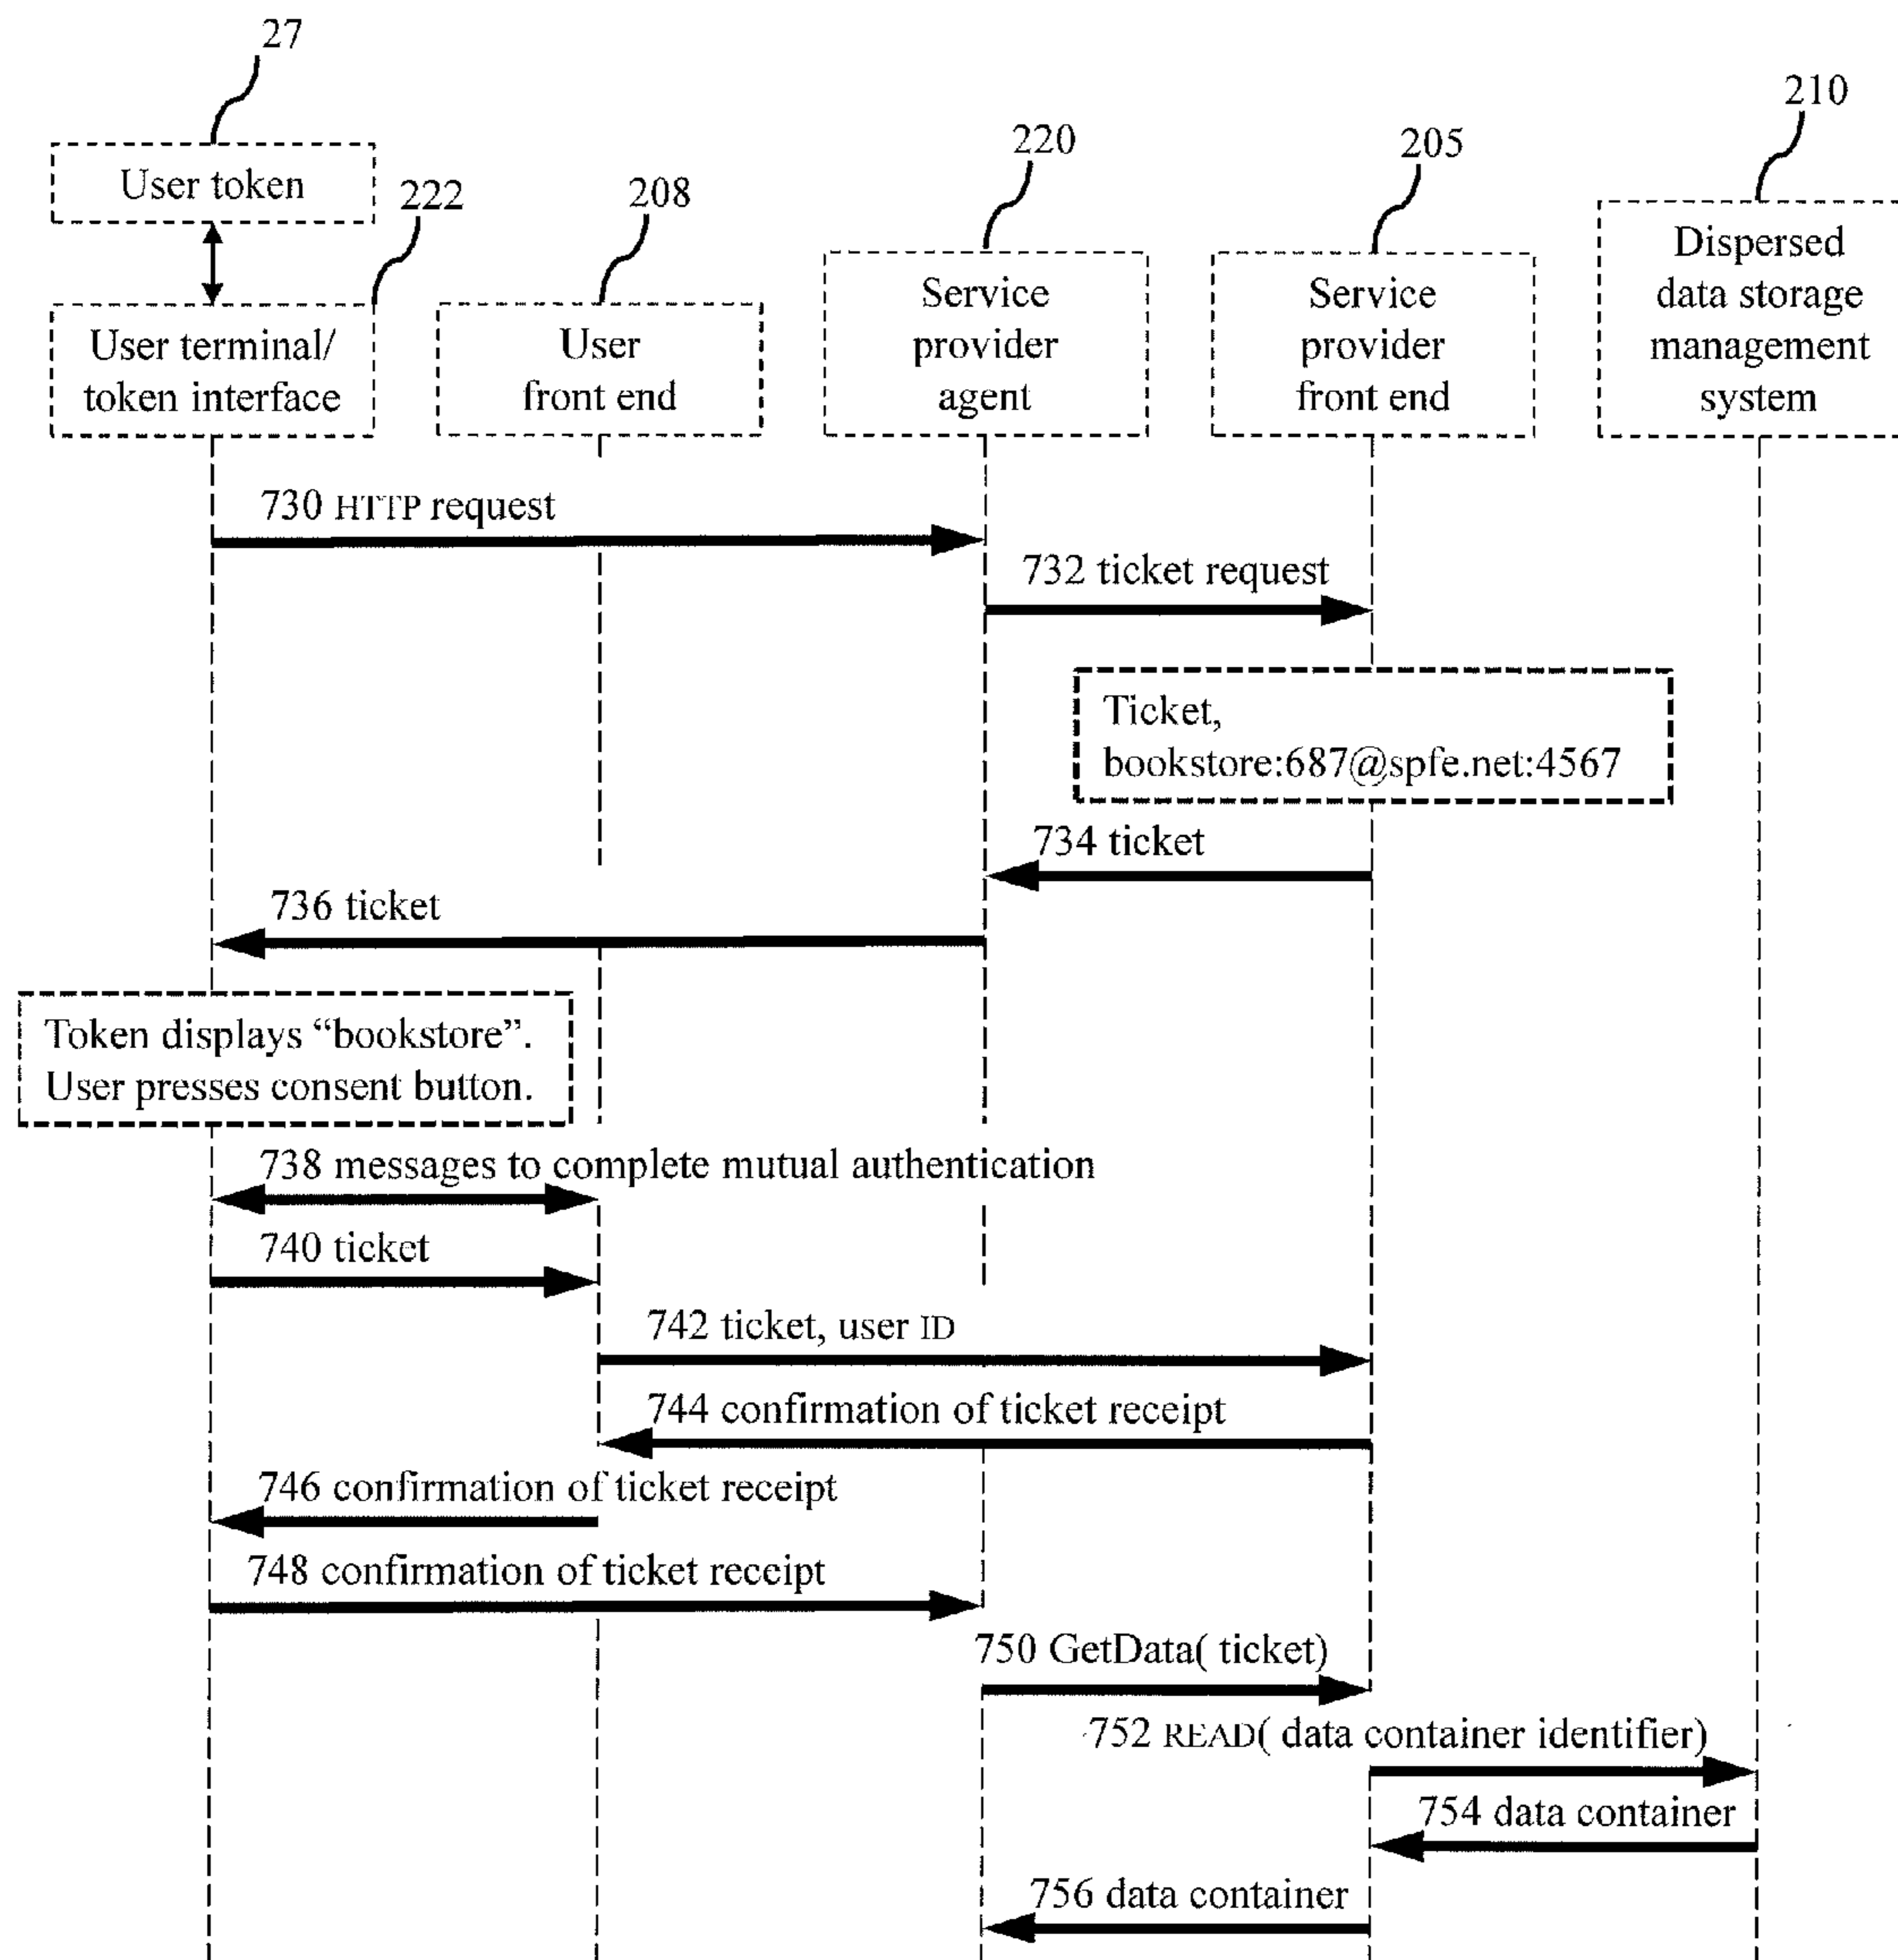 27
210
220
205
User token
222
208
User terminal/
token interface
User
front end
Service
provider
agent
Service
provider
front end
Dispersed
data storage
management
system
730 HTTP request
732 ticket request
Ticket,
bookstore:687@spfe.net:4567
734 ticket
736 ticket
Token displays “bookstore”.
User presses consent button.
738 messages to complete mutual authentication
740 ticket
742 ticket, user ID
744 confirmation of ticket receipt
746 confirmation of ticket receipt
748 confirmation of ticket receipt
750 GetData( ticket)
752 READ( data container identifier)
754 data container
756 data container